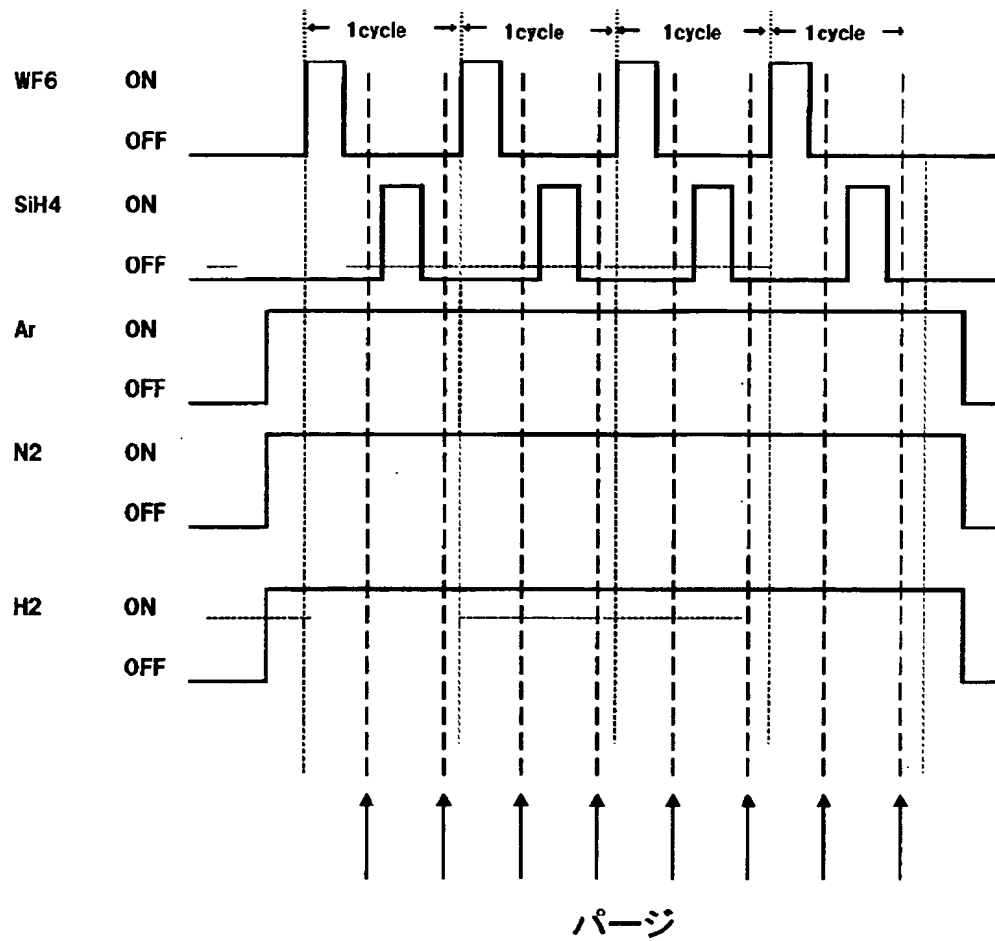 1cycle 1cycle 1cycle 1cycle
WF6 ON
OFF
SiH4 ON
OFF
Ar ON
OFF
N2 ON
OFF
H2 ON
OFF
パージ